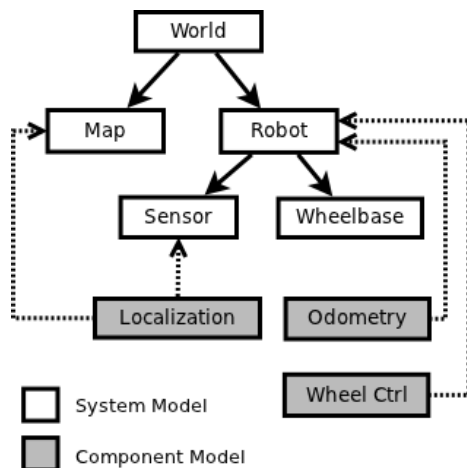 World
Map
Robot
Sensor
Wheelbase
Localization
Odometry
Wheel Ctrl
System Model
Component Model